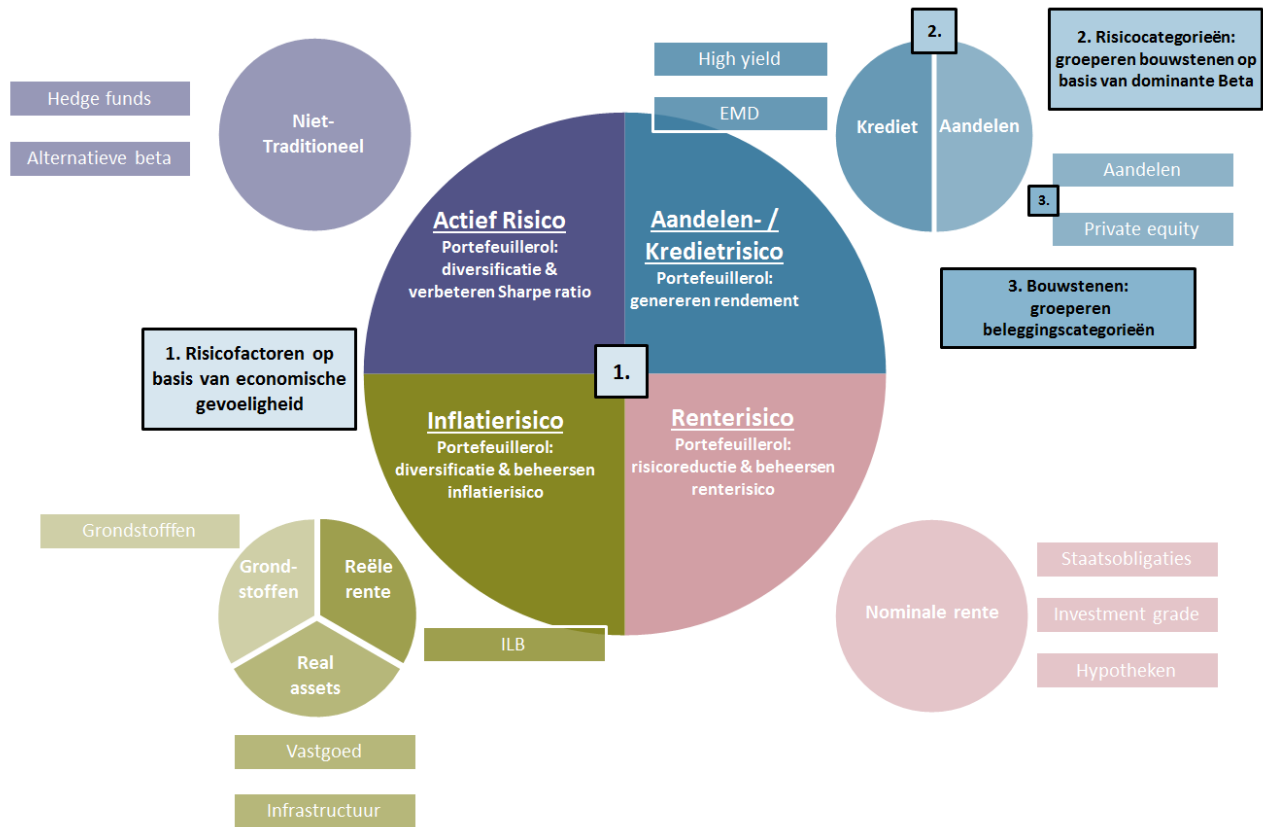 Hedge funds
Alternatieve beta
Niet-
Traditioneel
High yield
EMD
2.
Krediet
Aandelen
2. Risicocategorieën:
groeperen bouwstenen op
basis van dominante Beta
Aandelen
3.
Private equity
3. Bouwstenen:
groeperen
beleggingscategorieën
Actief Risico
Portefeuillerol:
diversificatie &
verbeteren Sharpe ratio
Aandelen- /
Kredietrisico
Portefeuillerol:
genereren rendement
1. Risicofactoren op
basis van economische
gevoeligheid
1.
Inflatierisico
Portefeuillerol:
diversificatie & beheersen
inflatierisico
Renterisico
Portefeuillerol:
risicoreductie & beheersen
renterisico
Grondstofffen
Grond-
stoffen
Reële
rente
Real
assets
ILB
Vastgoed
Infrastructuur
Nominale rente
Staatsobligaties
Investment grade
Hypotheken